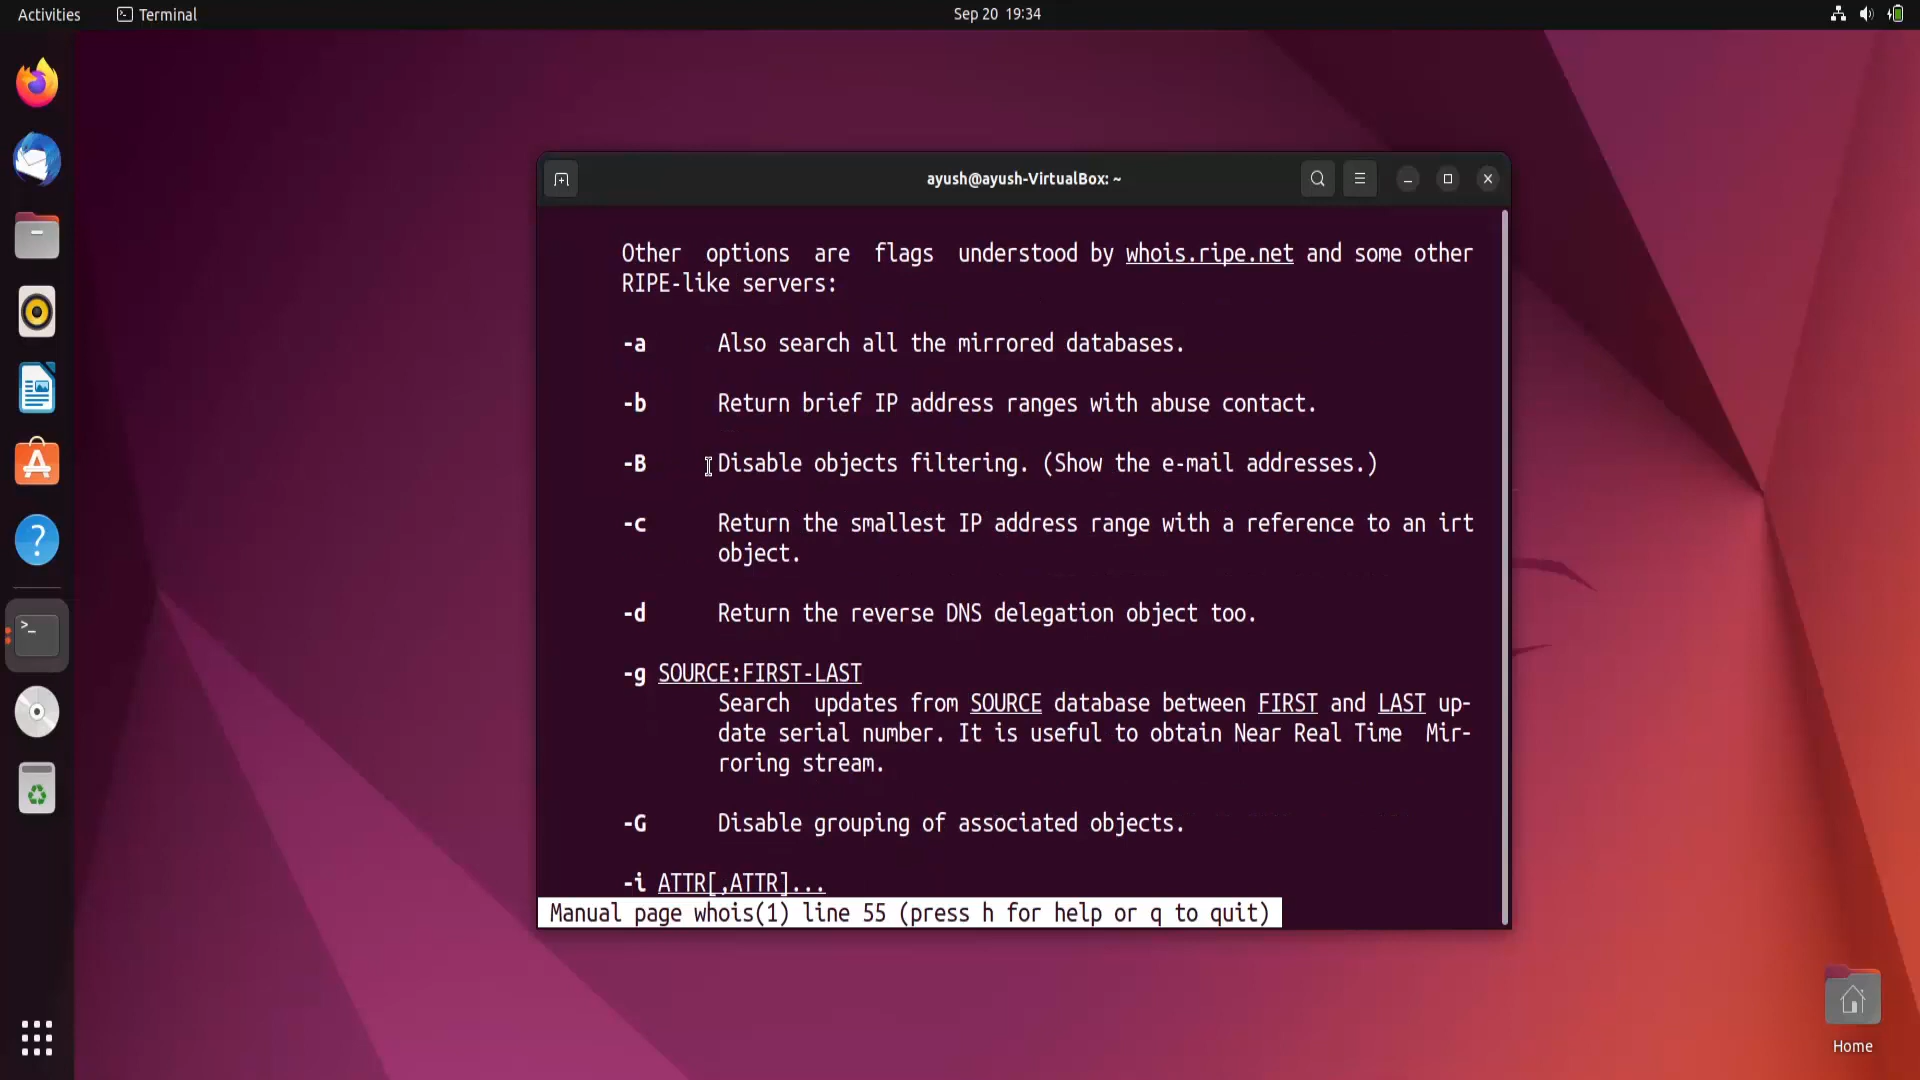 Activities
Terminal
Sep 20 19:34
ayush@ayush-VirtualBox: ~
Other options are flags understood by whois.ripe.net and some other
RIPE-like servers:
-a Also search all the mirrored databases.
-b Return brief IP address ranges with abuse contact.
-B Disable objects filtering. (Show the e-mail addresses.)
-c Return the smallest IP address range with a reference to an irt
object.
-d Return the reverse DNS delegation object too.
-g SOURCE:FIRST-LAST
Search updates from SOURCE database between FIRST and LAST up-
date serial number. It is useful to obtain Near Real Time Mir-
roring stream.
-G Disable grouping of associated objects.
-i ATTR[,ATTR]...
Manual page whois(1) line 55 (press h for help or q to quit)
Home